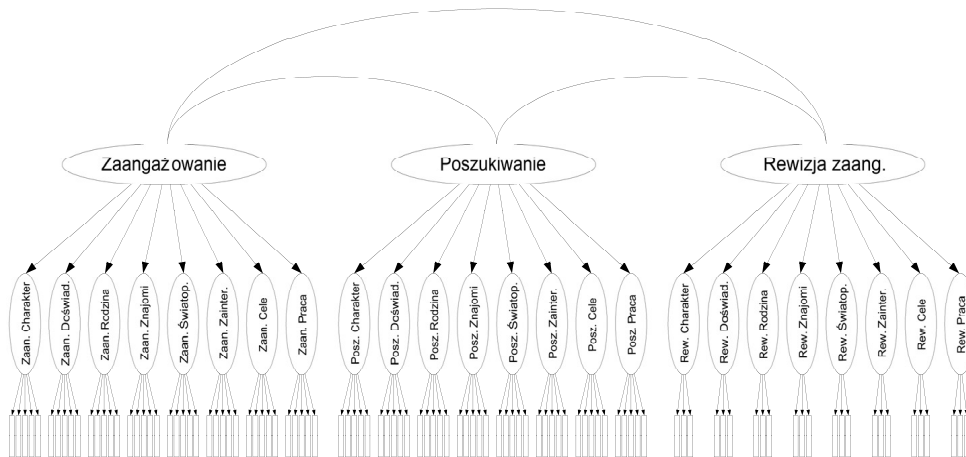 Zaangażowanie
Poszukiwanie
Rewizja zaang.
Zaan. Charakter
Zaan. Doświad.
Zaan. Rodzina
Zaan. Znajomi
Zaan. Światop.
Zaan. Zainter.
Zaan. Cele
Zaan. Praca
Posz. Charakter
Posz. Doświad.
Posz. Rodzina
Posz. Znajomi
Posz. Światop.
Posz. Zainter.
Posz. Cele
Posz. Praca
Rew. Charakter
Rew. Doświad.
Rew. Rodzina
Rew. Znajomi
Rew. Światop.
Rew. Zainter.
Rew. Cele
Rew. Praca